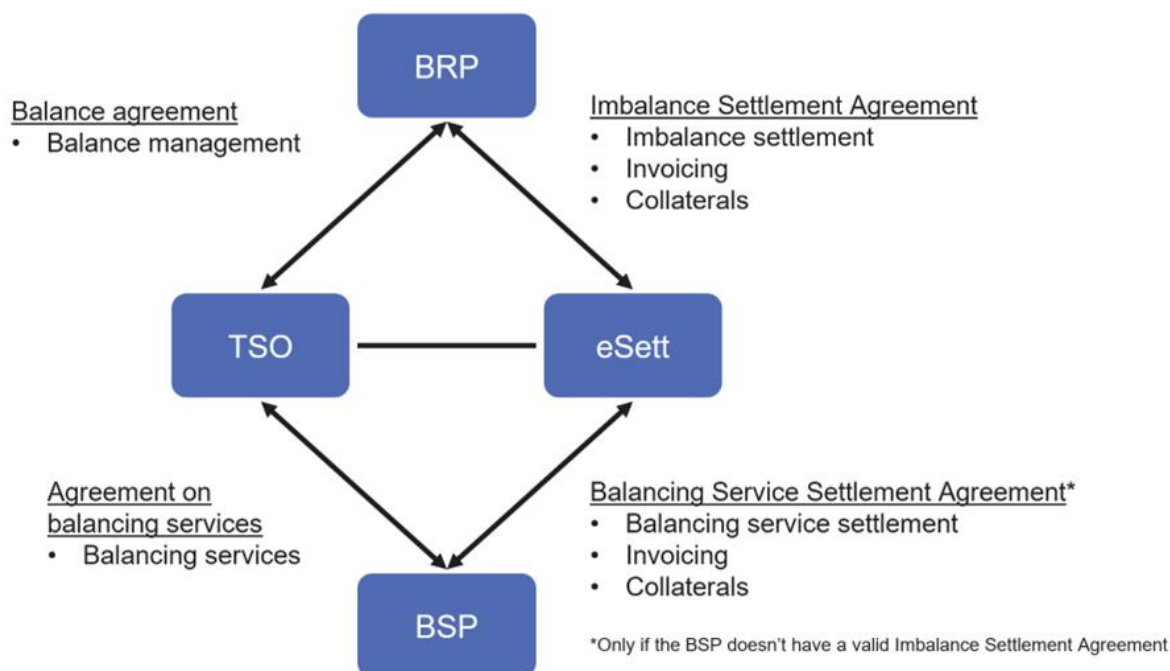 BRP
Balance agreement
• Balance management
Imbalance Settlement Agreement
• Imbalance settlement
• Invoicing
• Collaterals
TSO
eSett
Agreement on
balancing services
• Balancing services
Balancing Service Settlement Agreement*
• Balancing service settlement
• Invoicing
• Collaterals
BSP
*Only if the BSP doesn’t have a valid Imbalance Settlement Agreement